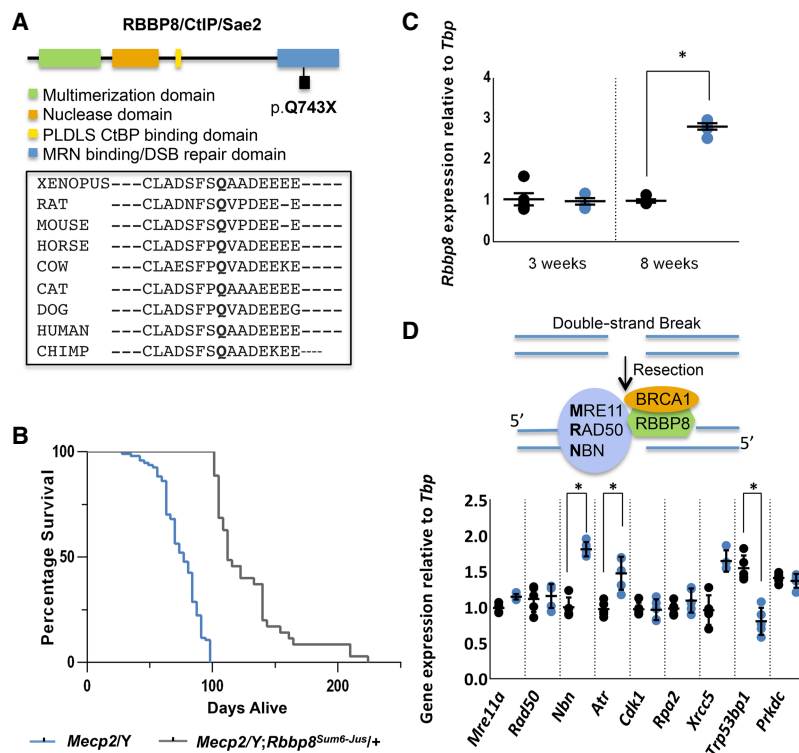 A
RBBP8/CtIP/Sae2
p.Q743X
Multimerization domain
Nuclease domain
PLDLS CtBP binding domain
MRN binding/DSB repair domain
XENOPUS---CLADSFSQAADEEEE----
RAT ---CLADNFSQVPDEE-E----
MOUSE ---CLADSFSQVPDEE-E----
HORSE ---CLADSFPQVADEEEE----
COW ---CLAESFPQVADEEKE----
CAT ---CLADSFPQAAADEEE----
DOG ---CLADSFPQVADEEEG----
HUMAN ---CLADSFSQAADEEEE----
CHIMP ---CLADSFSQAADEKEE----
B
Percentage Survival
100
50
0
0
100
200
Days Alive
Mecp2/Y
Mecp2/Y;Rbbp8Sum6-Jus/+
C
Rbbp8 expression relative to Tbp
4
3
2
1
0
*
3 weeks
8 weeks
D
Double-strand Break
Resection
BRCA1
RBBP8
MRE11
RAD50
NBN
5’
5’
Gene expression relative to Tbp
2.5
2.0
1.5
1.0
0.5
0.0
*
*
*
Mre11a
Rad50
Nbn
Atr
Cdk1
Rpa2
Xrcc5
Trp53bp1
Prkdc